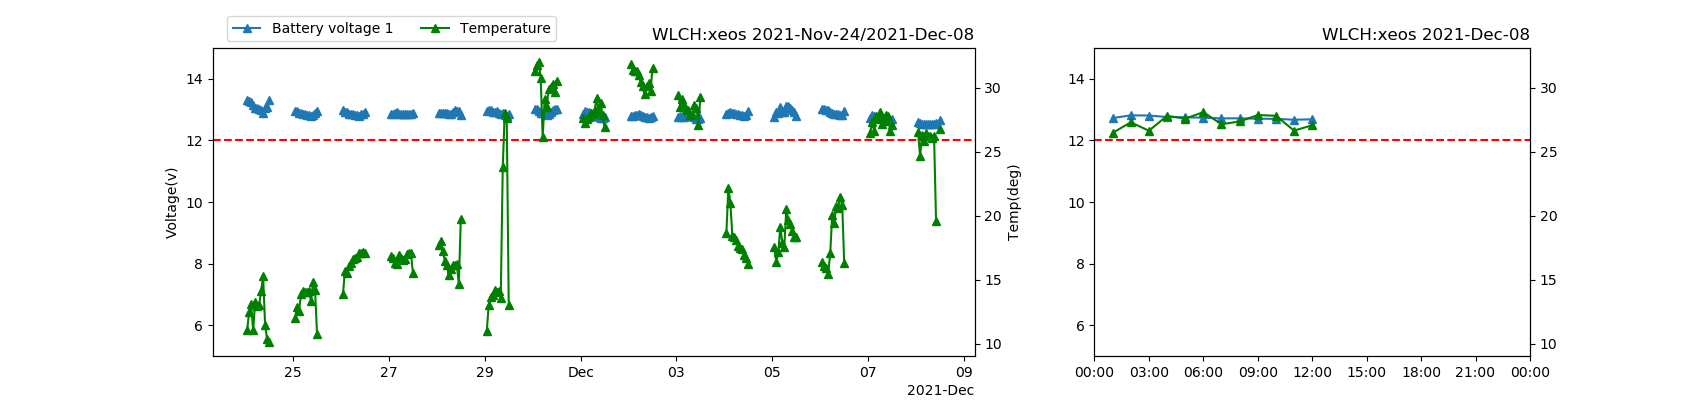 Battery voltage 1 Temperature
WLCH:xeos 2021-Nov-24/2021-Dec-08
WLCH:xeos 2021-Dec-08
Voltage(v)
14
12
10
8
6
30
25
20
15
10
Temp(deg)
25 27 29 Dec 03 05 07 09
2021-Dec
14
12
10
8
6
30
25
20
15
10
00:00 03:00 06:00 09:00 12:00 15:00 18:00 21:00 00:00